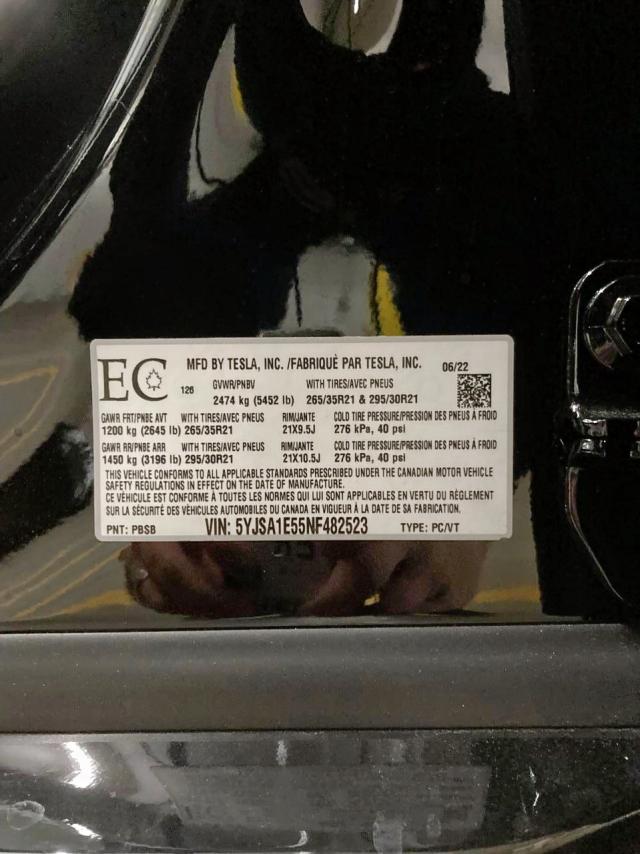 EC
MFD BY TESLA, INC. /FABRIQUÈ PAR TESLA, INC. 06/22
126 GVWR/PNBV WITH TIRES/AVEC PNEUS
2474 kg (5452 lb) 265/35R21 & 295/30R21
GAWR FRT/PNBE AVT WITH TIRES/AVEC PNEUS RIM/JANTE COLD TIRE PRESSURE/PRESSION DES PNEUS À FROID
1200 kg (2645 lb) 265/35R21 21X9.5J 276 kPa, 40 psi
GAWR RR/PNBE ARR WITH TIRES/AVEC PNEUS RIM/JANTE COLD TIRE PRESSURE/PRESSION DES PNEUS À FROID
1450 kg (3196 lb) 295/30R21 21X10.5J 276 kPa, 40 psi
THIS VEHICLE CONFORMS TO ALL APPLICABLE STANDARDS PRESCRIBED UNDER THE CANADIAN MOTOR VEHICLE
SAFETY REGULATIONS IN EFFECT ON THE DATE OF MANUFACTURE.
CE VÉHICULE EST CONFORME À TOUTES LES NORMES QUI LUI SONT APPLICABLES EN VERTU DU RÈGLEMENT
SUR LA SÉCURITÉ DES VÉHICULES AUTOMOBILES DU CANADA EN VIGUEUR À LA DATE DE SA FABRICATION.
PNT: PBSB VIN: 5YJSA1E55NF482523 TYPE: PC/VT